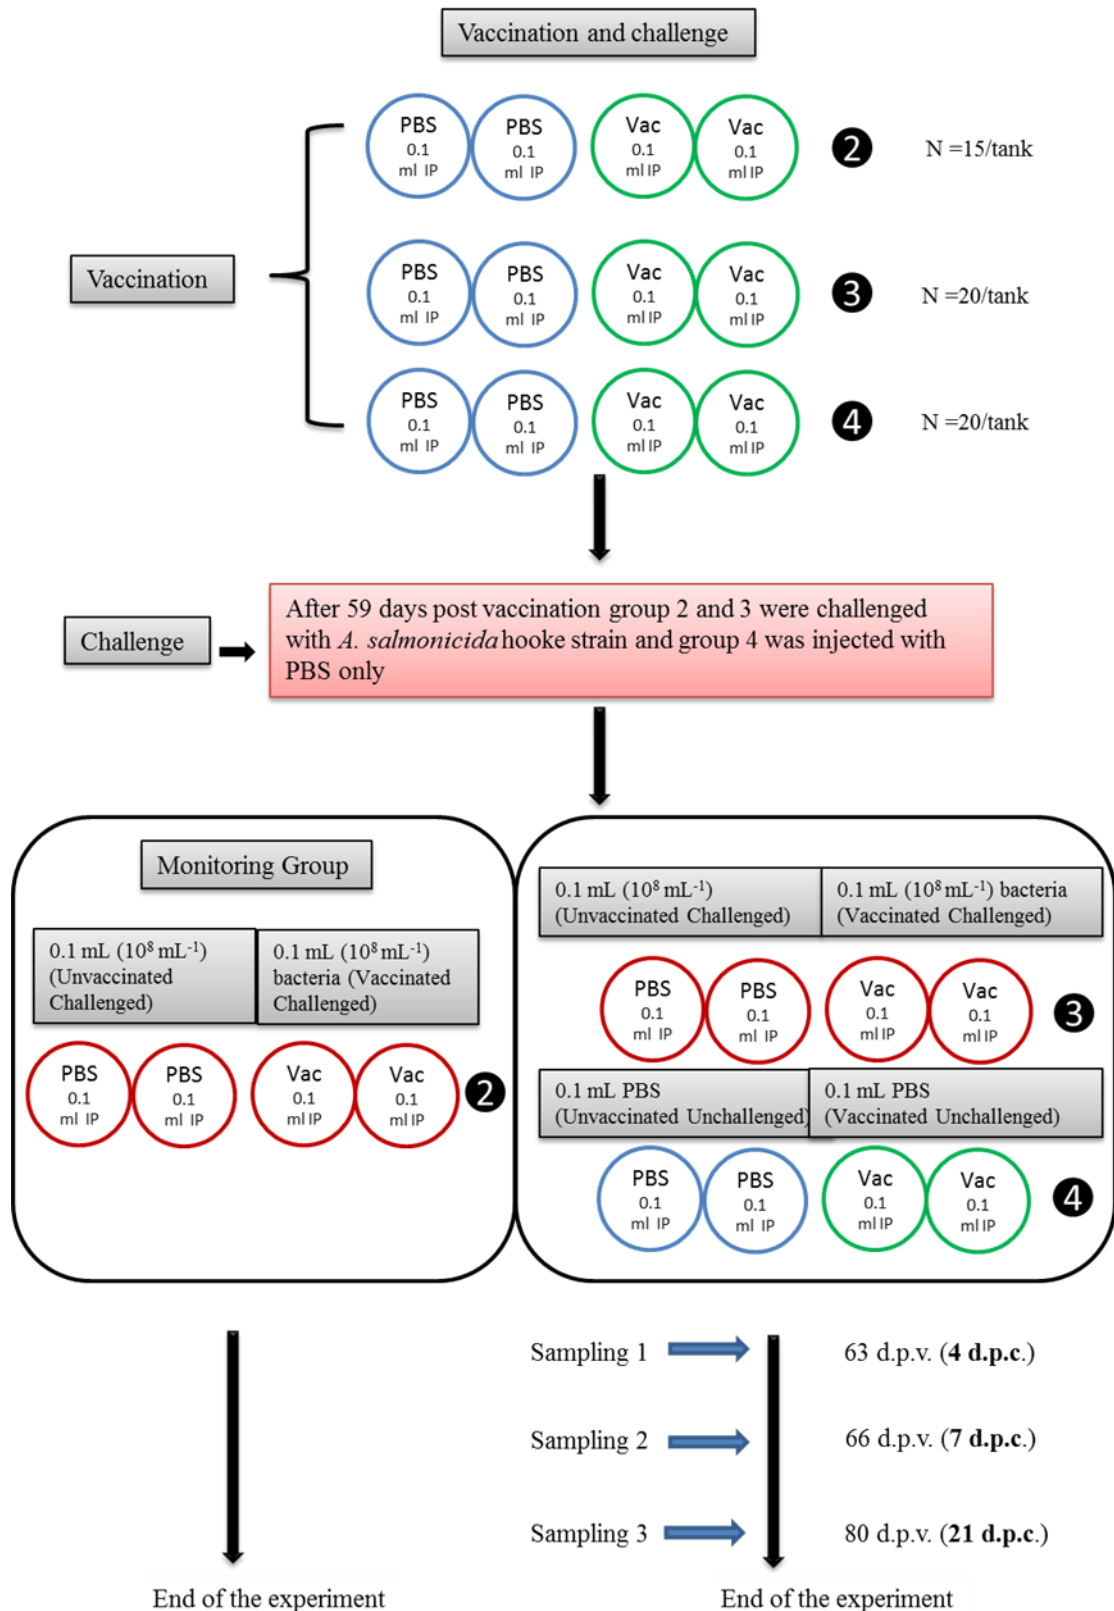 Vaccination and challenge
PBS
0.1
ml IP
PBS
0.1
ml IP
Vac
0.1
ml IP
Vac
0.1
ml IP
2
N =15/tank
Vaccination
PBS
0.1
ml IP
PBS
0.1
ml IP
Vac
0.1
ml IP
Vac
0.1
ml IP
3
N =20/tank
PBS
0.1
ml IP
PBS
0.1
ml IP
Vac
0.1
ml IP
Vac
0.1
ml IP
4
N =20/tank
Challenge
After 59 days post vaccination group 2 and 3 were challenged
with A. salmonicida hooke strain and group 4 was injected with
PBS only
Monitoring Group
0.1 mL (10⁸ mL⁻¹)
(Unvaccinated
Challenged)
0.1 mL (10⁸ mL⁻¹)
bacteria (Vaccinated
Challenged)
PBS
0.1
ml IP
PBS
0.1
ml IP
Vac
0.1
ml IP
Vac
0.1
ml IP
2
0.1 mL (10⁸ mL⁻¹)
(Unvaccinated Challenged)
0.1 mL (10⁸ mL⁻¹) bacteria
(Vaccinated Challenged)
PBS
0.1
ml IP
PBS
0.1
ml IP
Vac
0.1
ml IP
Vac
0.1
ml IP
3
0.1 mL PBS
(Unvaccinated Unchallenged)
0.1 mL PBS
(Vaccinated Unchallenged)
PBS
0.1
ml IP
PBS
0.1
ml IP
Vac
0.1
ml IP
Vac
0.1
ml IP
4
Sampling 1
63 d.p.v. (4 d.p.c.)
Sampling 2
66 d.p.v. (7 d.p.c.)
Sampling 3
80 d.p.v. (21 d.p.c.)
End of the experiment
End of the experiment